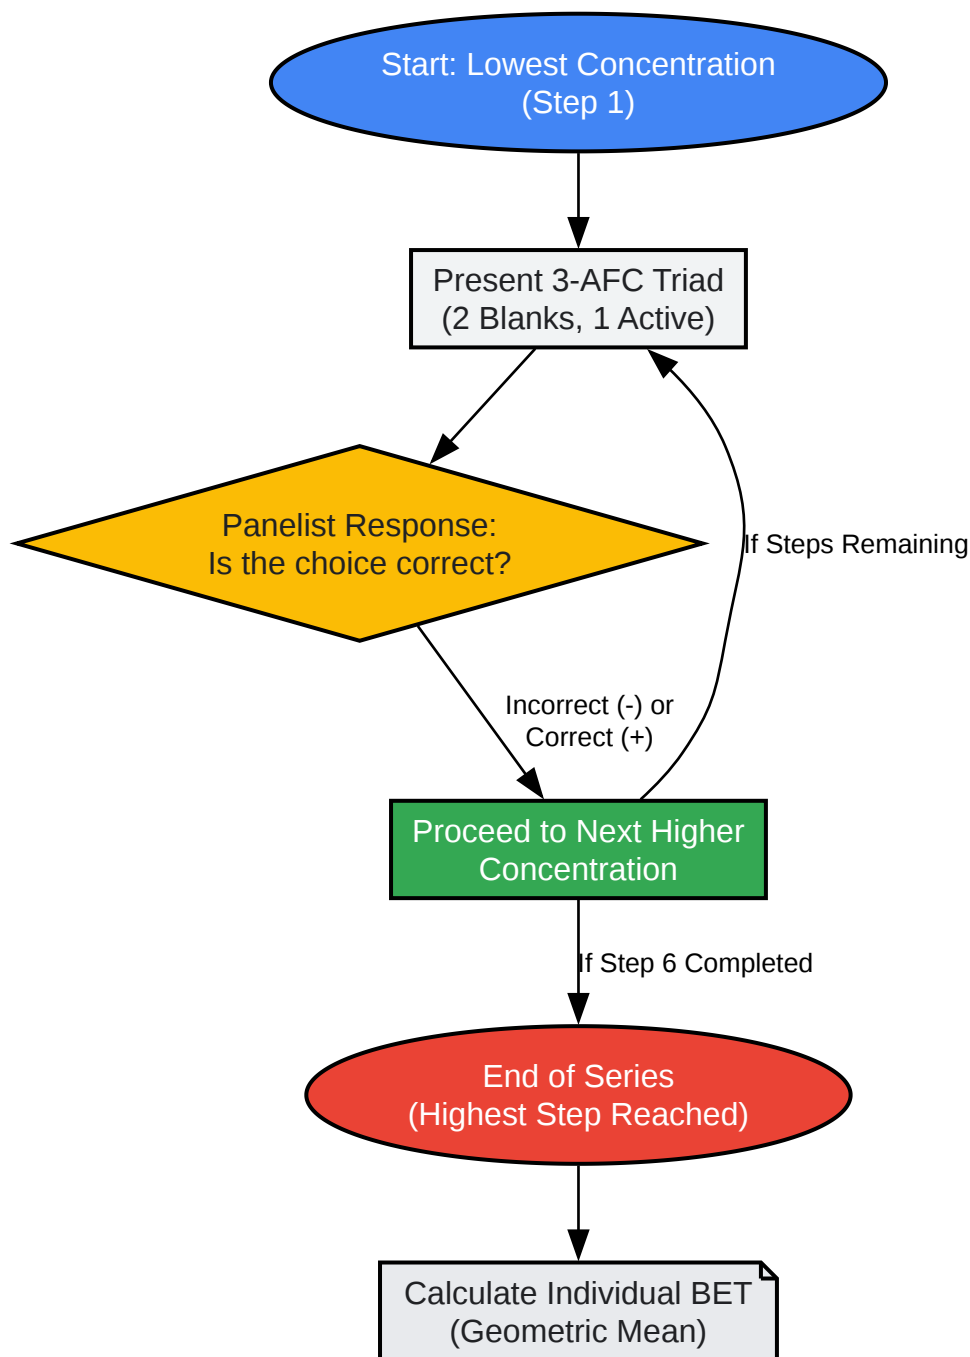 Start: Lowest Concentration
(Step 1)
Present 3-AFC Triad
(2 Blanks, 1 Active)
Panelist Response:
Is the choice correct?
If Steps Remaining
Incorrect (-) or
Correct (+)
Proceed to Next Higher
Concentration
If Step 6 Completed
End of Series
(Highest Step Reached)
Calculate Individual BET
(Geometric Mean)